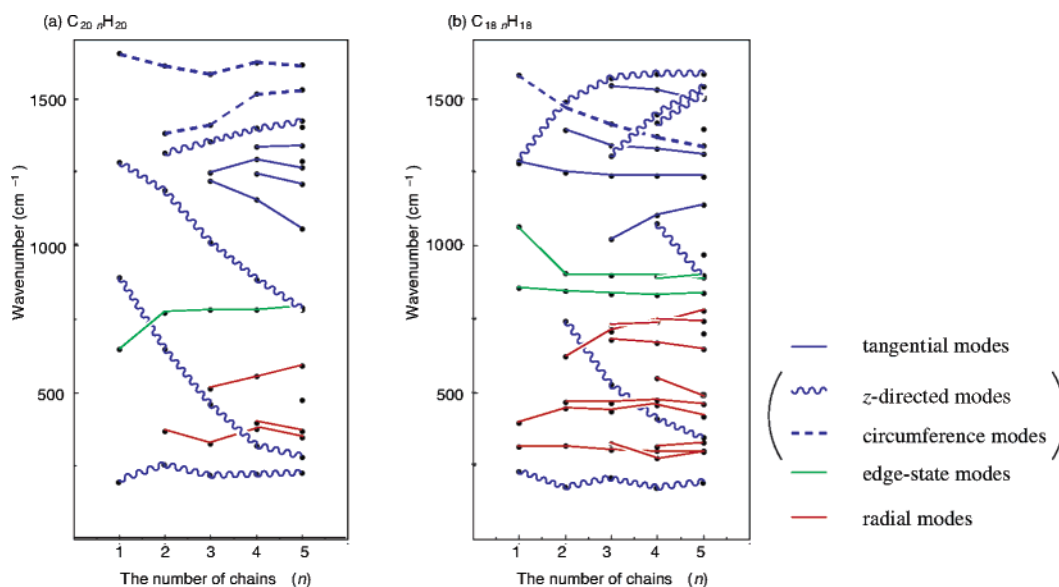 (a) C20 nH20
(b) C18 nH18
Wavenumber (cm −1)
1500
1000
500
1 2 3 4 5
The number of chains (n)
Wavenumber (cm −1)
1500
1000
500
1 2 3 4 5
The number of chains (n)
tangential modes
z-directed modes
circumference modes
edge-state modes
radial modes